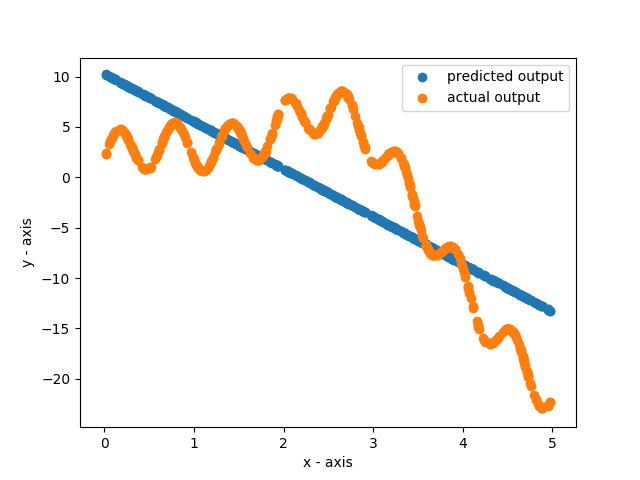 predicted output
actual output
10
5
0
−5
−10
−15
−20
y - axis
0 1 2 3 4 5
x - axis